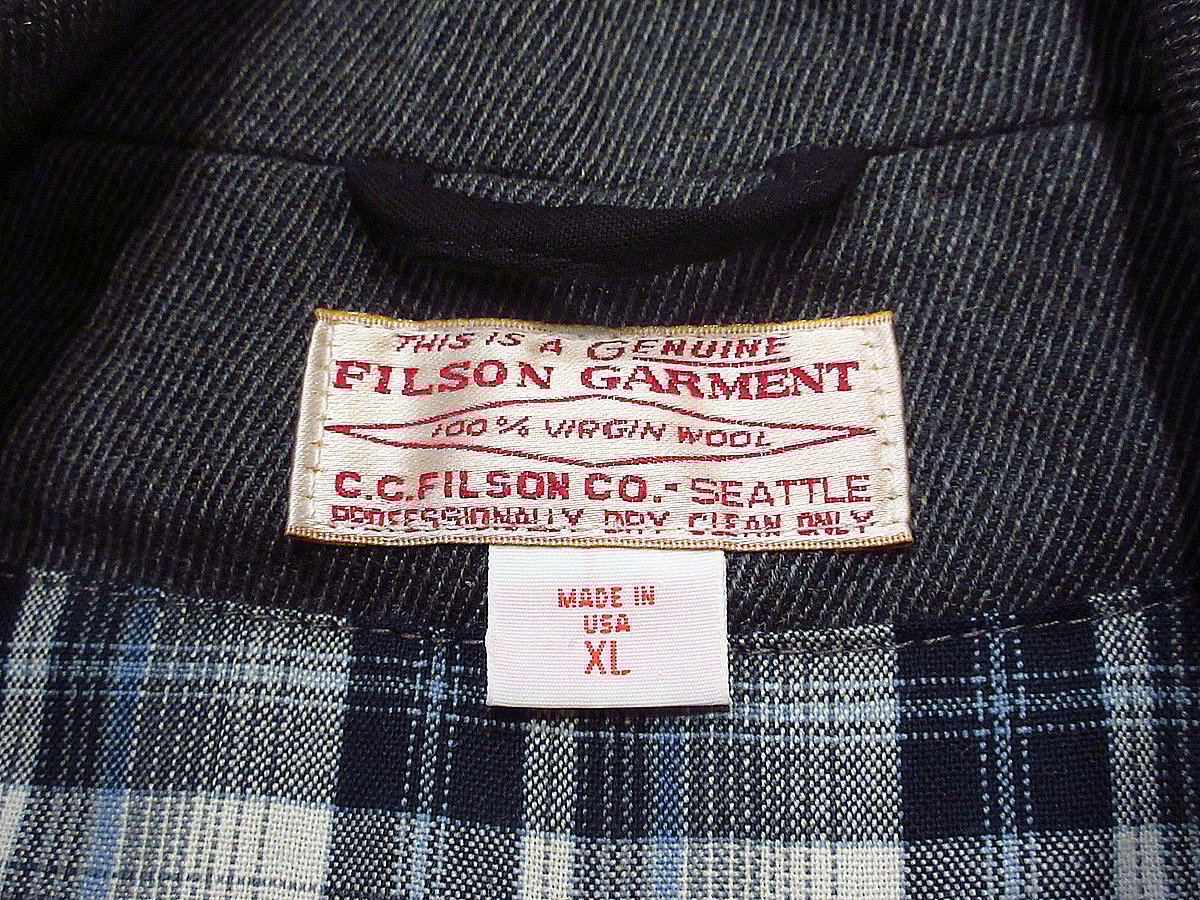 THIS IS A GENUINE
FILSON GARMENT
100% VIRGIN WOOL
C.C.FILSON CO.-SEATTLE
PROFESSIONALLY DRY CLEAN ONLY
MADE IN
USA
XL